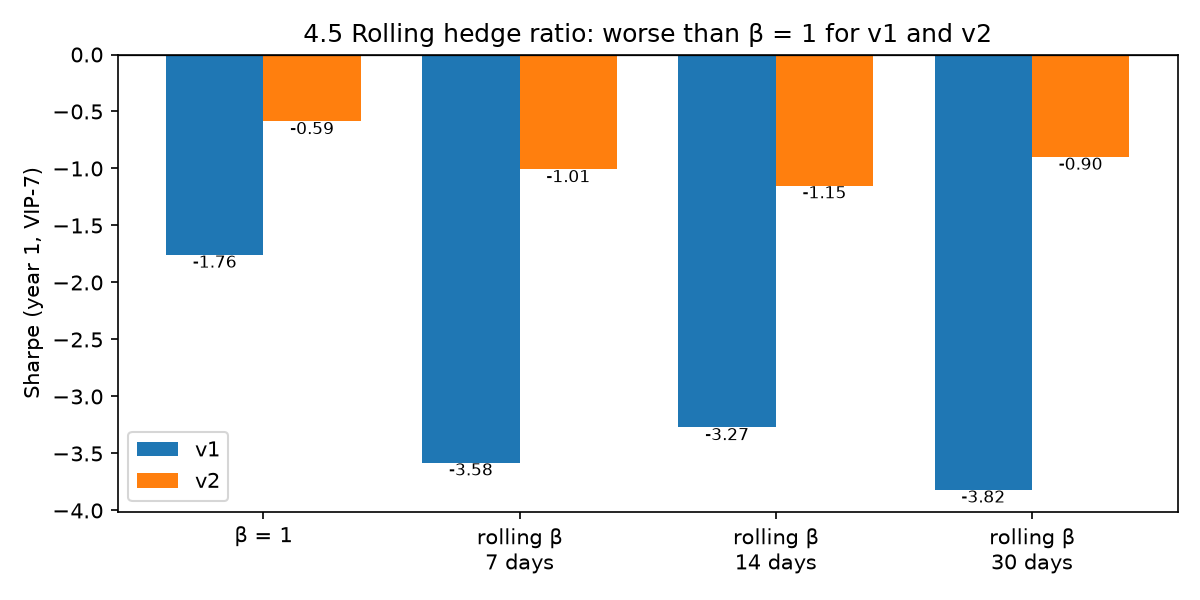 4.5 Rolling hedge ratio: worse than β = 1 for v1 and v2
Sharpe (year 1, VIP-7)
0.0
−0.5
−1.0
−1.5
−2.0
−2.5
−3.0
−3.5
−4.0
-1.76
-0.59
-3.58
-1.01
-3.27
-1.15
-3.82
-0.90
v1
v2
β = 1
rolling β
7 days
rolling β
14 days
rolling β
30 days